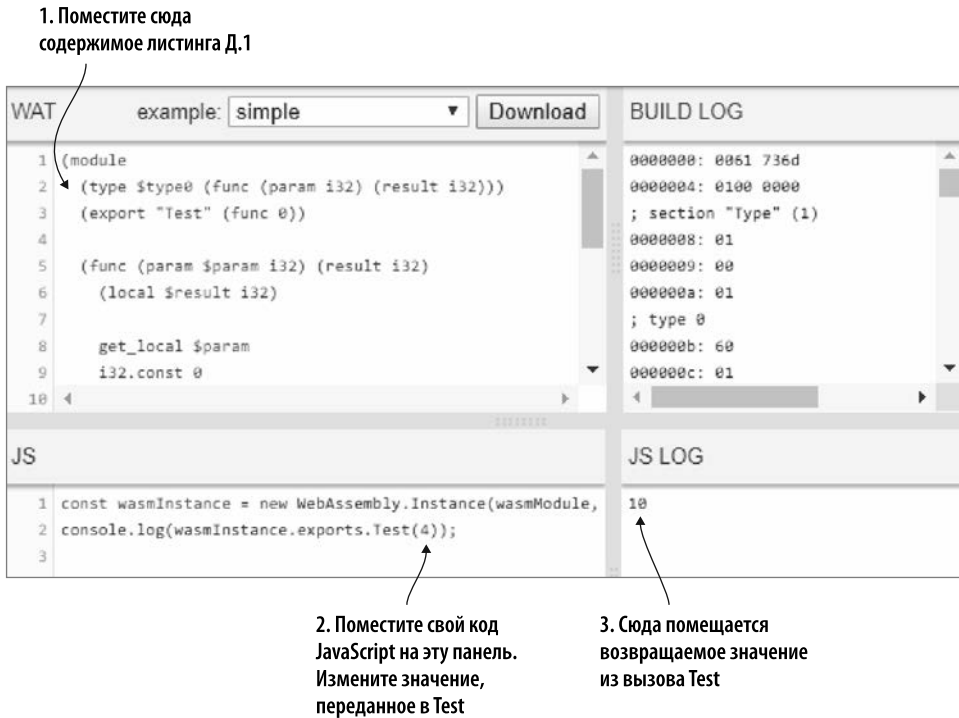 1. Поместите сюда
содержимое листинга Д.1
WAT example: simple Download
1 (module
2 (type $type0 (func (param i32) (result i32)))
3 (export "Test" (func 0))
4
5 (func (param $param i32) (result i32)
6 (local $result i32)
7
8 get_local $param
9 i32.const 0
10
BUILD LOG
0000000: 0061 736d
0000004: 0100 0000
; section "Type" (1)
0000008: 01
0000009: 00
000000a: 01
; type 0
000000b: 60
000000c: 01
JS
1 const wasmInstance = new WebAssembly.Instance(wasmModule,
2 console.log(wasmInstance.exports.Test(4));
3
JS LOG
10
2. Поместите свой код
JavaScript на эту панель.
Измените значение,
переданное в Test
3. Сюда помещается
возвращаемое значение
из вызова Test